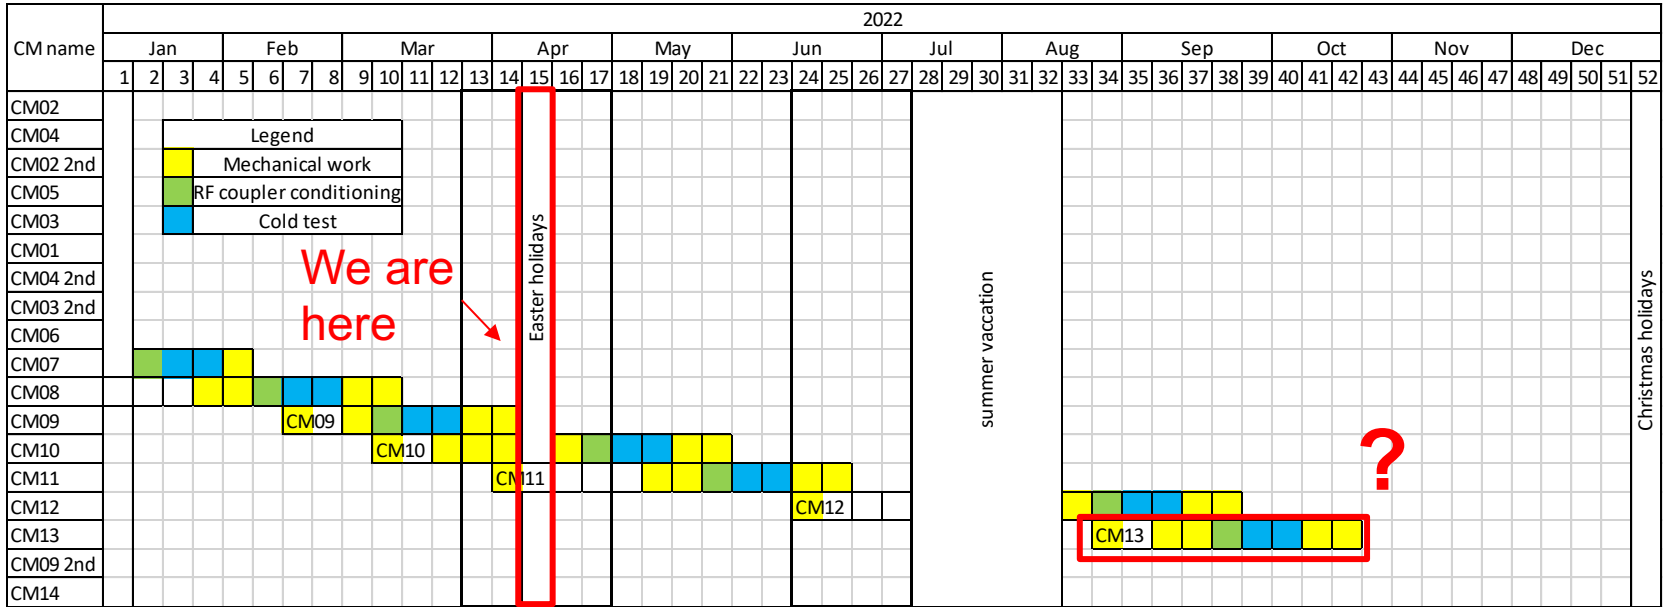 2022
CM name Jan Feb Mar Apr May Jun Jul Aug Sep Oct Nov Dec
1 2 3 4 5 6 7 8 9 10 11 12 13 14 15 16 17 18 19 20 21 22 23 24 25 26 27 28 29 30 31 32 33 34 35 36 37 38 39 40 41 42 43 44 45 46 47 48 49 50 51 52
CM02
CM04
Legend
CM02 2nd
Mechanical work
CM05
RF coupler conditioning
CM03
Cold test
CM01
CM04 2nd
CM03 2nd
CM06
We are
here
Easter holidays
summer vaccation
Christmas holidays
CM07
CM08
CM09
CM09
CM10
CM10
?
CM11
CM11
CM12
CM12
CM13
CM13
CM09 2nd
CM14